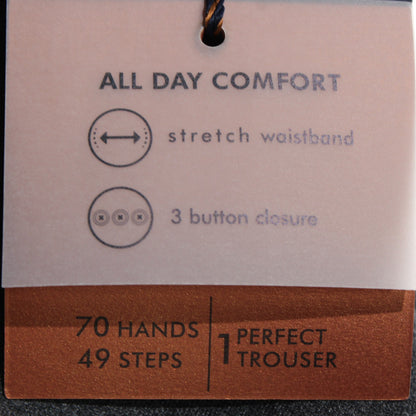 ALL DAY COMFORT
stretch waistband
3 button closure
70 HANDS
49 STEPS
1 PERFECT
TROUSER